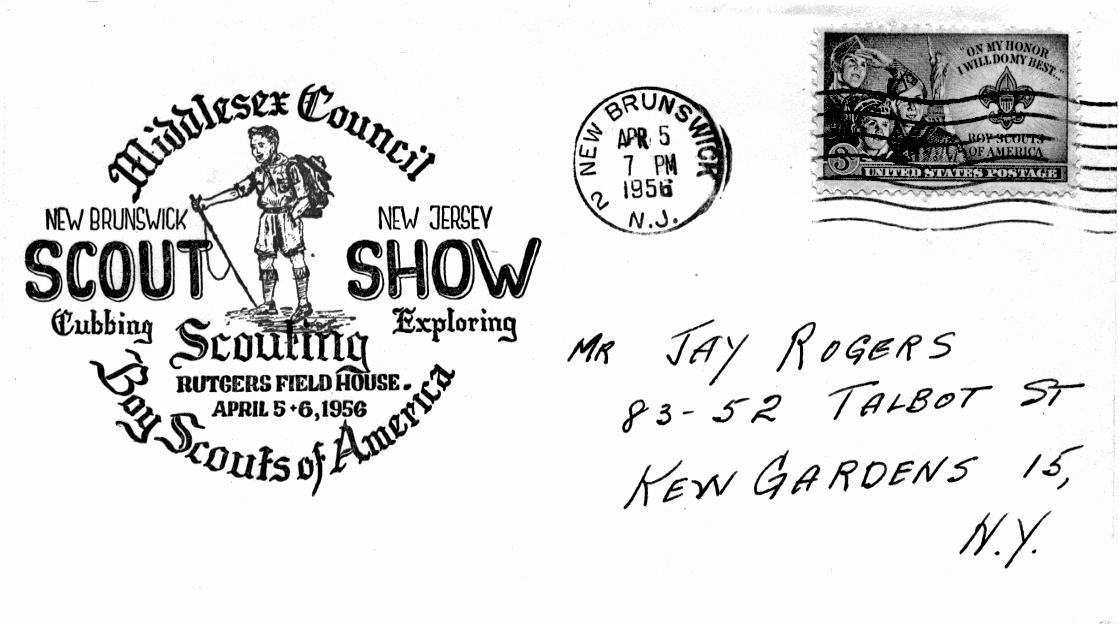 Middlesex Council
NEW BRUNSWICK
NEW JERSEY
SCOUT SHOW
Cubbing
Scouting
Exploring
RUTGERS FIELD HOUSE.
APRIL 5+6, 1956
Boy Scouts of America
NEW BRUNSWICK 2
APR 5
7 PM
1956
N.J.
"ON MY HONOR
I WILL DO MY BEST..."
BOY SCOUTS
OF AMERICA
3¢ UNITED STATES POSTAGE
MR JAY ROGERS
83-52 TALBOT ST
KEW GARDENS 15,
N.Y.